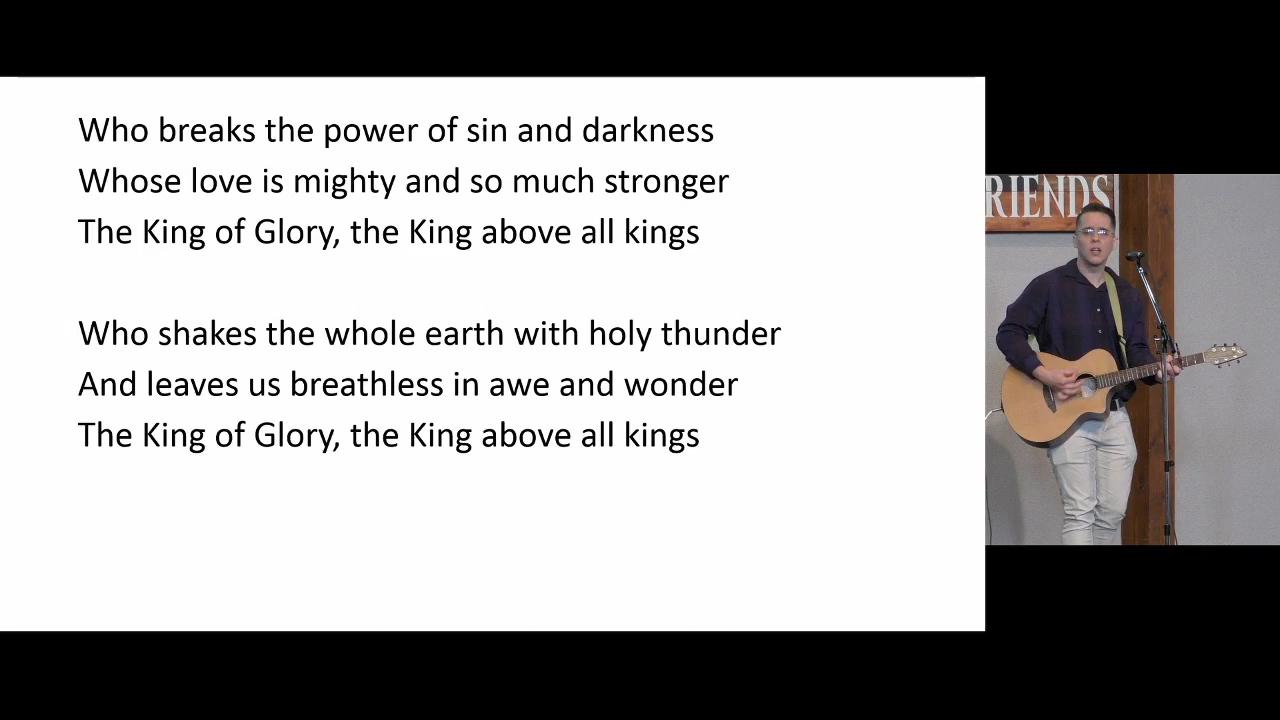 Who breaks the power of sin and darkness
Whose love is mighty and so much stronger
The King of Glory, the King above all kings
Who shakes the whole earth with holy thunder
And leaves us breathless in awe and wonder
The King of Glory, the King above all kings
RIENDS